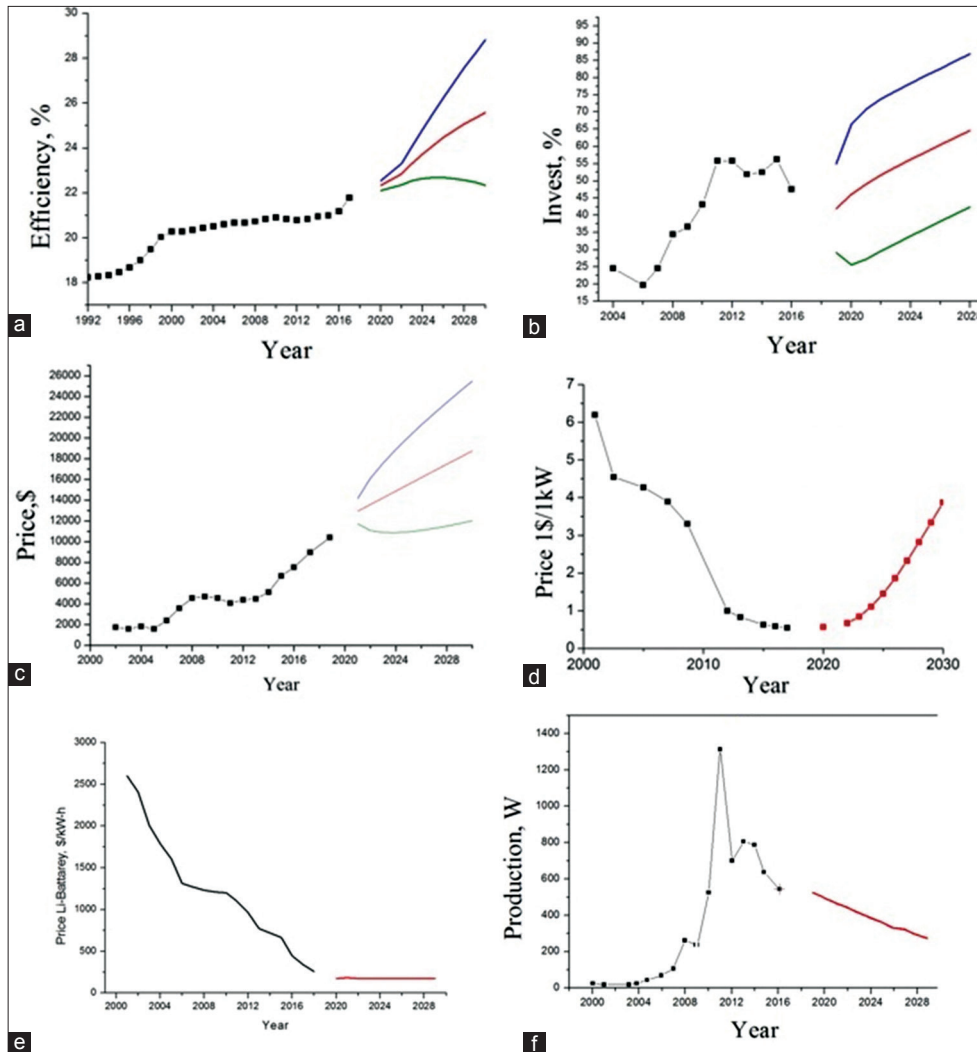 30
28
26
24
22
20
18
Efficiency, %
1992 1996 2000 2004 2008 2012 2016 2020 2024 2028
Year
a
95
90
85
80
75
70
65
60
55
50
45
40
35
30
25
20
15
Invest, %
2004 2008 2012 2016 2020 2024 2028
Year
b
26000
24000
22000
20000
18000
16000
14000
12000
10000
8000
6000
4000
2000
0
Price,$
2000 2004 2008 2012 2016 2020 2024 2028
Year
c
7
6
5
4
3
2
1
0
Price 1$/1kW
2000 2010 2020 2030
Year
d
3000
2500
2000
1500
1000
500
0
Price Li-Battarey, $/kW-h
2000 2004 2008 2012 2016 2020 2024 2028
Year
e
1400
1200
1000
800
600
400
200
0
Production, W
2000 2004 2008 2012 2016 2020 2024 2028
Year
f